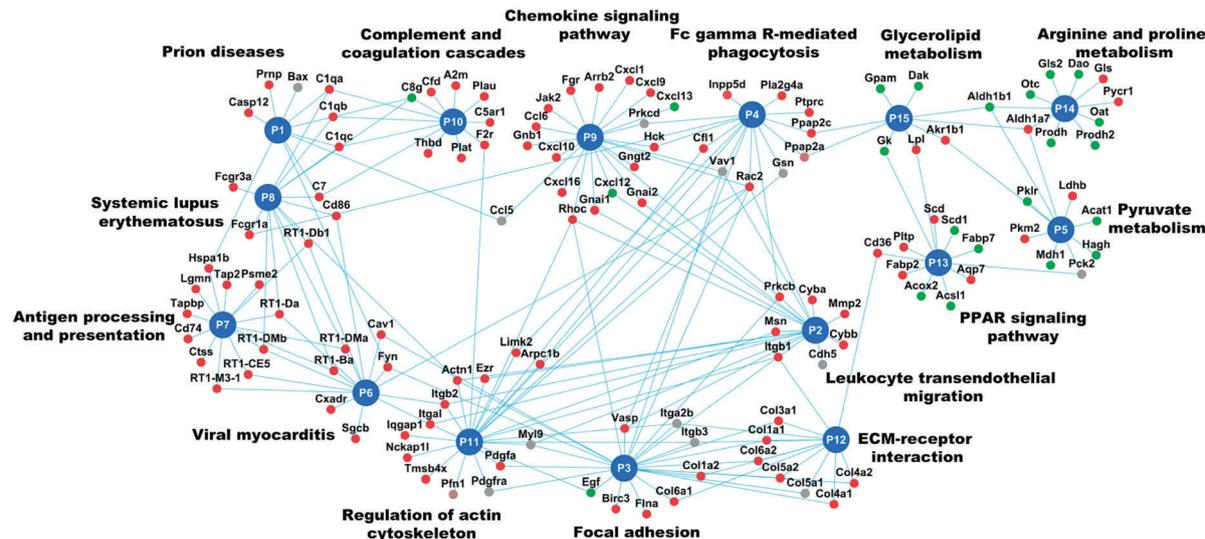 Chemokine signaling
pathway
Complement and
coagulation cascades
Fc gamma R-mediated
phagocytosis
Glycerolipid
metabolism
Arginine and proline
metabolism
Prion diseases
Prnp
Bax
C1qa
Casp12
C1qb
C1qc
P1
C8g
Cfd
A2m
Plau
C5ar1
F2r
Thbd
Plat
P10
Jak2
Fgr
Arrb2
Cxcl1
Cxcl9
Cxcl13
Prkcd
Ccl6
Gnb1
Cxcl10
Hck
Gngt2
P9
Cxcl16
Cxcl12
Gnai2
Gnai1
Rhoc
Inpp5d
Pla2g4a
Ptprc
Ppap2c
Ppap2a
Cfl1
Vav1
Gsn
Rac2
P4
Gpam
Dak
Aldh1b1
P15
Akr1b1
Gk
Lpl
Gls2
Dao
Gls
Otc
Pycr1
Aldh1a7
Oat
Prodh
Prodh2
P14
Fcgr3a
P8
C7
Cd86
Fcgr1a
RT1-Db1
Ccl5
Systemic lupus
erythematosus
Pklr
Ldhb
Acat1
P5
Pkm2
Hagh
Mdh1
Pck2
Pyruvate
metabolism
Scd
Scd1
Pltp
Fabp7
Cd36
Fabp2
P13
Aqp7
Acox2
Acsl1
PPAR signaling
pathway
Hspa1b
Lgmn
Tap2
Psme2
Tapbp
RT1-Da
Cd74
P7
RT1-DMb
RT1-DMa
Ctss
RT1-CE5
RT1-Ba
RT1-M3-1
Antigen processing
and presentation
Cav1
Fyn
P6
Cxadr
Sgcb
Viral myocarditis
Prkcb
Cyba
Mmp2
Msn
P2
Cybb
Itgb1
Cdh5
Leukocyte transendothelial
migration
Limk2
Arpc1b
Actn1
Ezr
Itgb2
Itgal
Iqgap1
Nckap1l
P11
Myl9
Tmsb4x
Pdgfa
Pfn1
Pdgfra
Regulation of actin
cytoskeleton
Vasp
Itga2b
Itgb3
P3
Egf
Birc3
Flna
Col6a1
Focal adhesion
Col3a1
Col1a1
Col6a2
Col1a2
Col5a2
Col5a1
Col4a2
Col4a1
P12
ECM-receptor
interaction